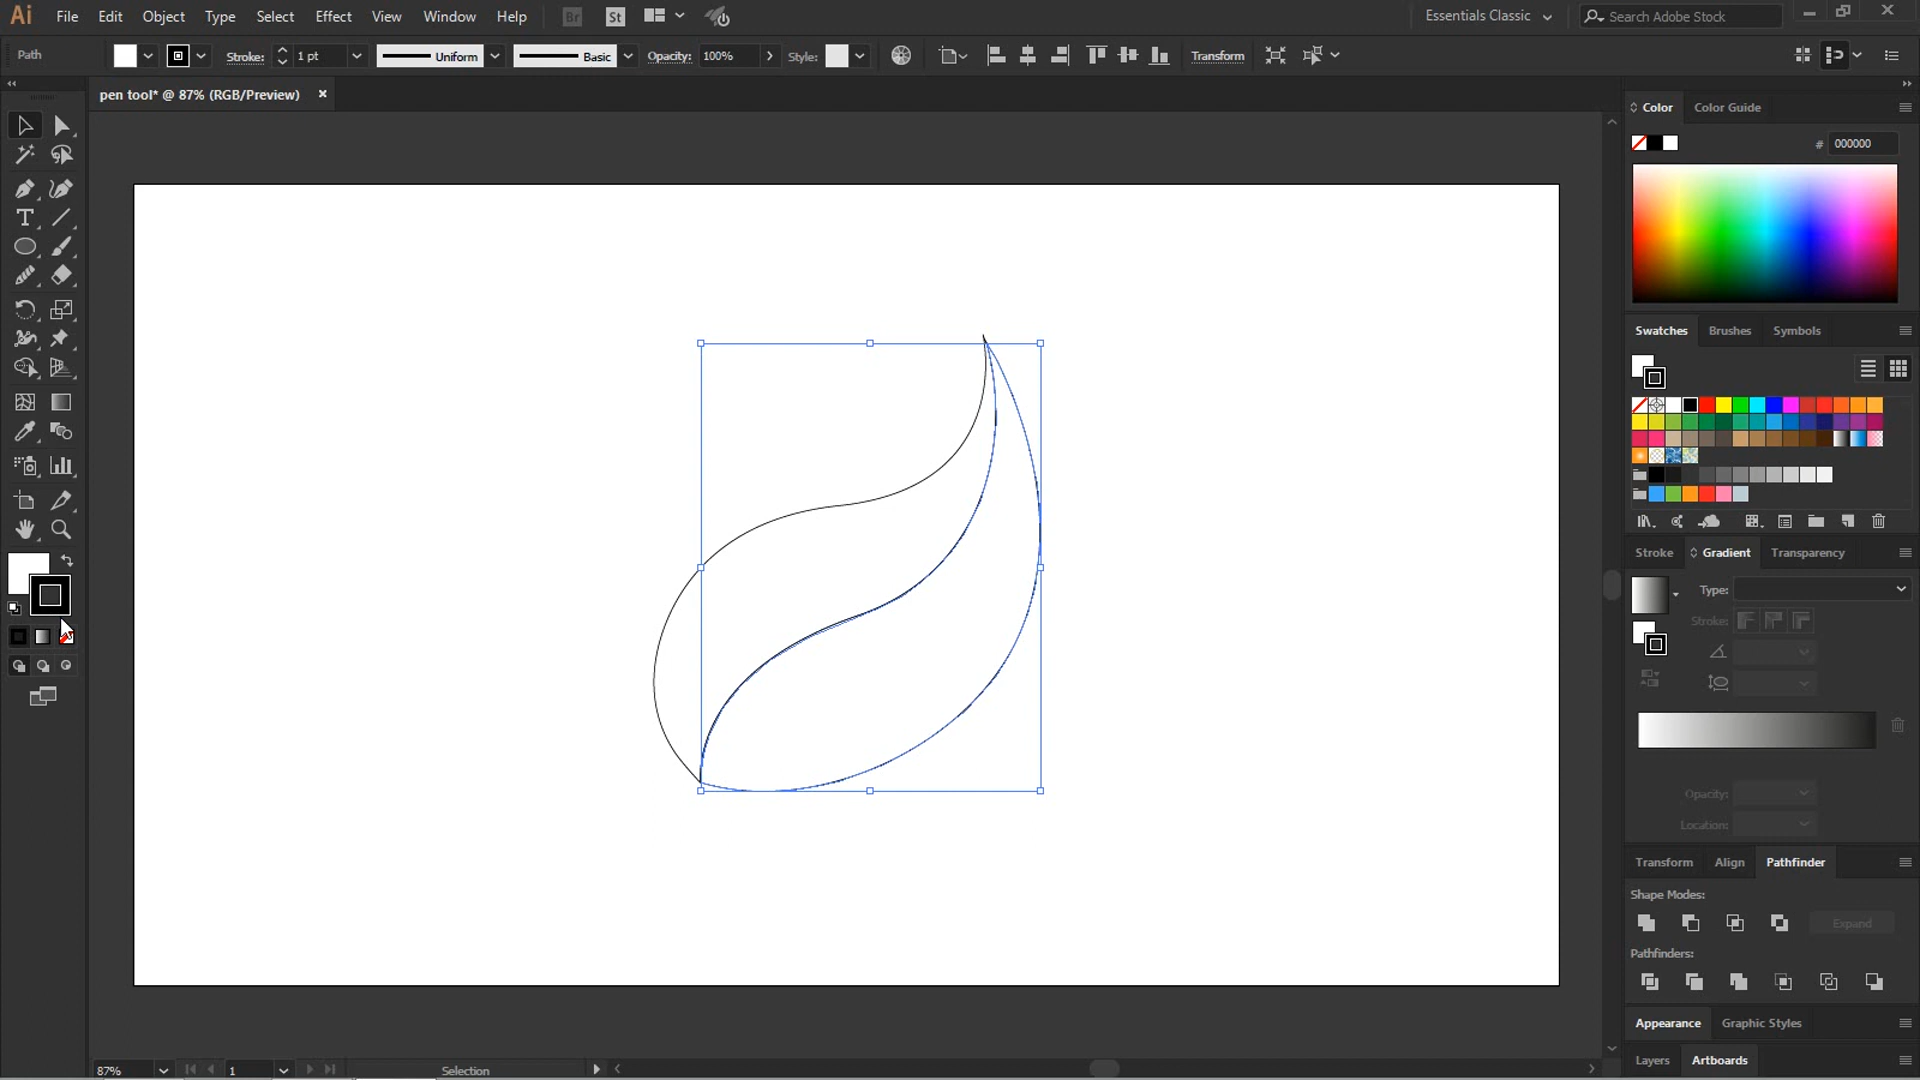 Ai File Edit Object Type Select Effect View Window Help Br St Essentials Classic Search Adobe Stock
Path Stroke: 1 pt Uniform Basic Opacity: 100% Style: Transform
pen tool* @ 87% (RGB/Preview)
Color Color Guide
# 000000
Swatches Brushes Symbols
Stroke Gradient Transparency
Type:
Stroke:
Opacity:
Location:
Transform Align Pathfinder
Shape Modes:
Expand
Pathfinders:
Appearance Graphic Styles
Layers Artboards
87% 1 Selection